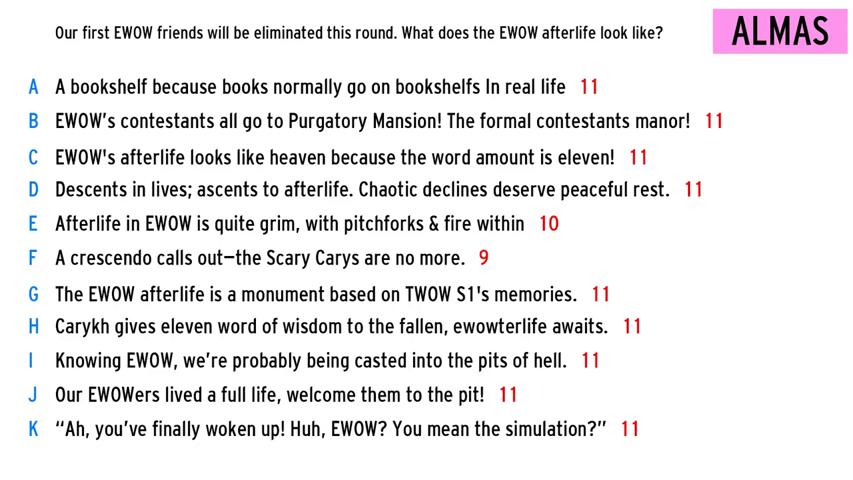 Our first EWOW friends will be eliminated this round. What does the EWOW afterlife look like?
ALMAS
A A bookshelf because books normally go on bookshelfs In real life 11
B EWOW’s contestants all go to Purgatory Mansion! The formal contestants manor! 11
C EWOW's afterlife looks like heaven because the word amount is eleven! 11
D Descents in lives; ascents to afterlife. Chaotic declines deserve peaceful rest. 11
E Afterlife in EWOW is quite grim, with pitchforks & fire within 10
F A crescendo calls out—the Scary Carys are no more. 9
G The EWOW afterlife is a monument based on TWOW S1's memories. 11
H Carykh gives eleven word of wisdom to the fallen, ewowterlife awaits. 11
I Knowing EWOW, we’re probably being casted into the pits of hell. 11
J Our EWOWers lived a full life, welcome them to the pit! 11
K “Ah, you’ve finally woken up! Huh, EWOW? You mean the simulation?” 11